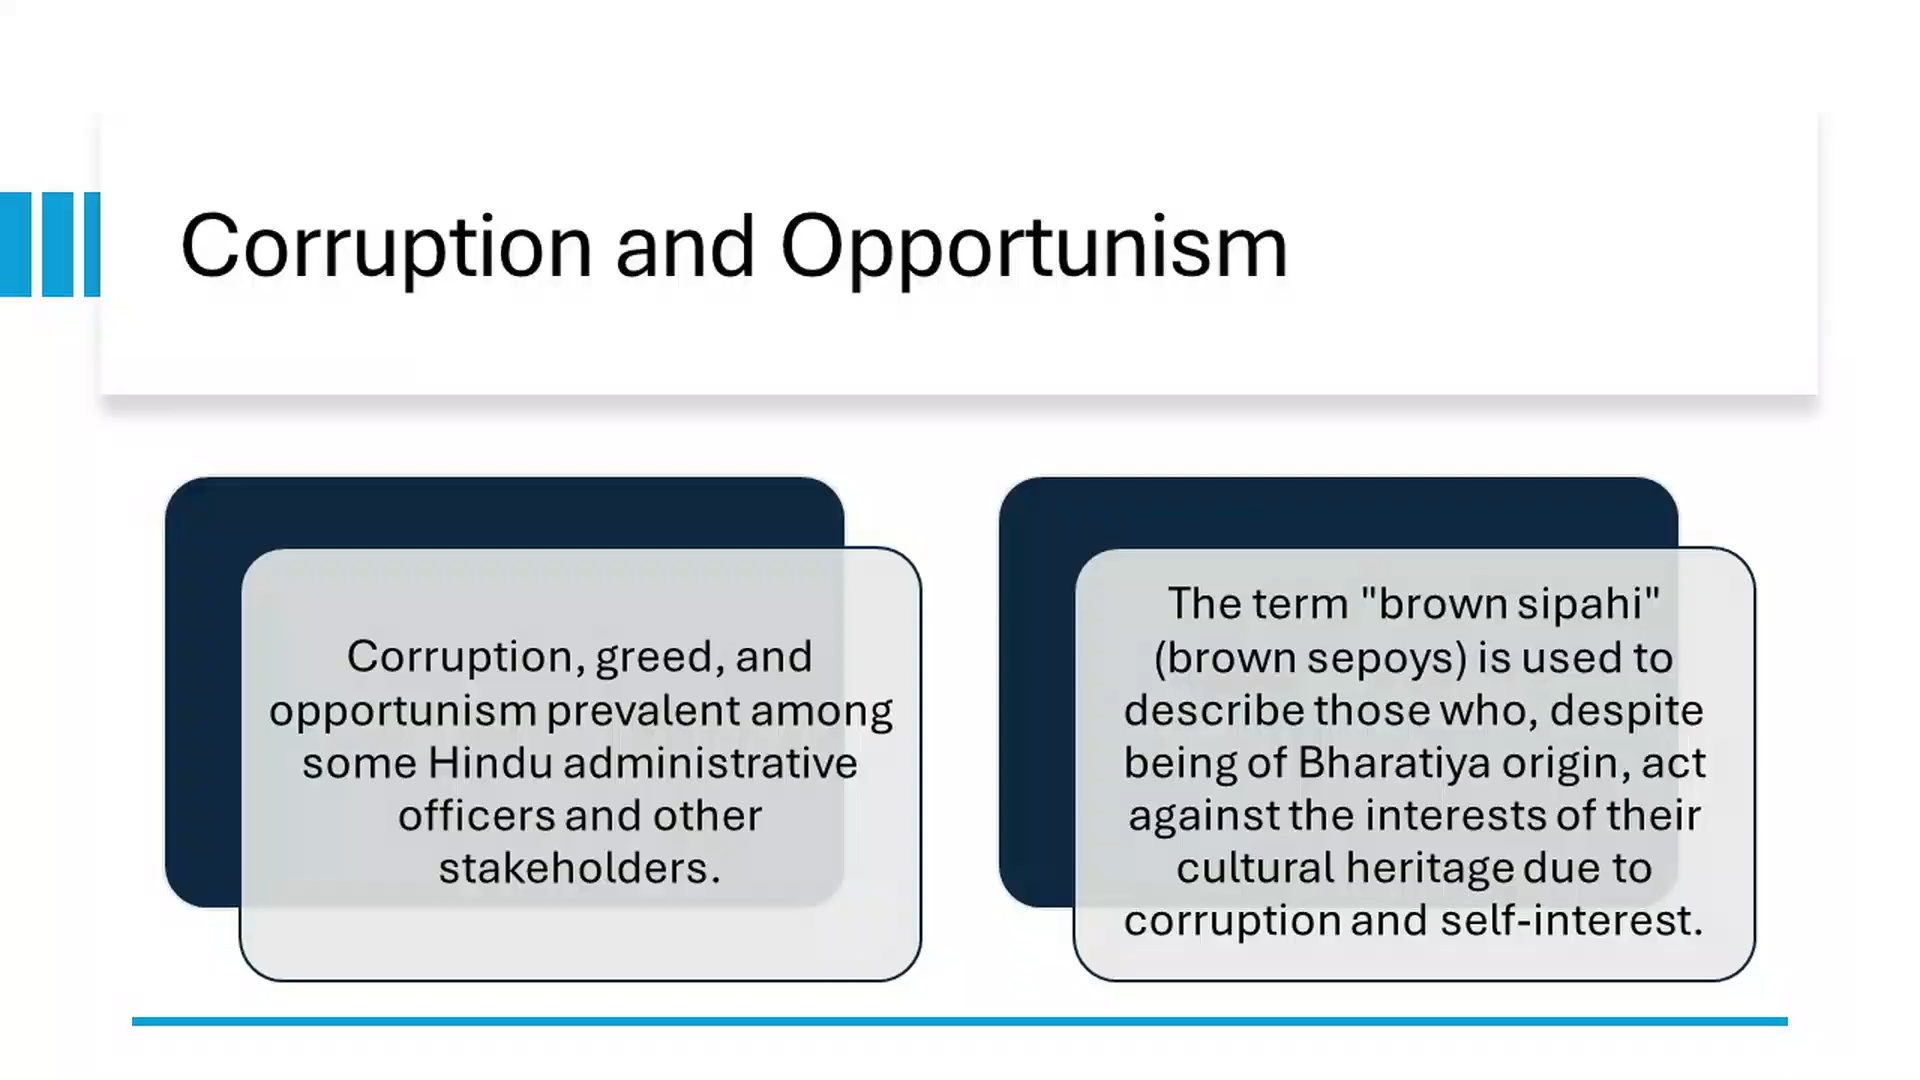 Corruption and Opportunism
Corruption, greed, and
opportunism prevalent among
some Hindu administrative
officers and other
stakeholders.
The term "brown sipahi"
(brown sepoys) is used to
describe those who, despite
being of Bharatiya origin, act
against the interests of their
cultural heritage due to
corruption and self-interest.